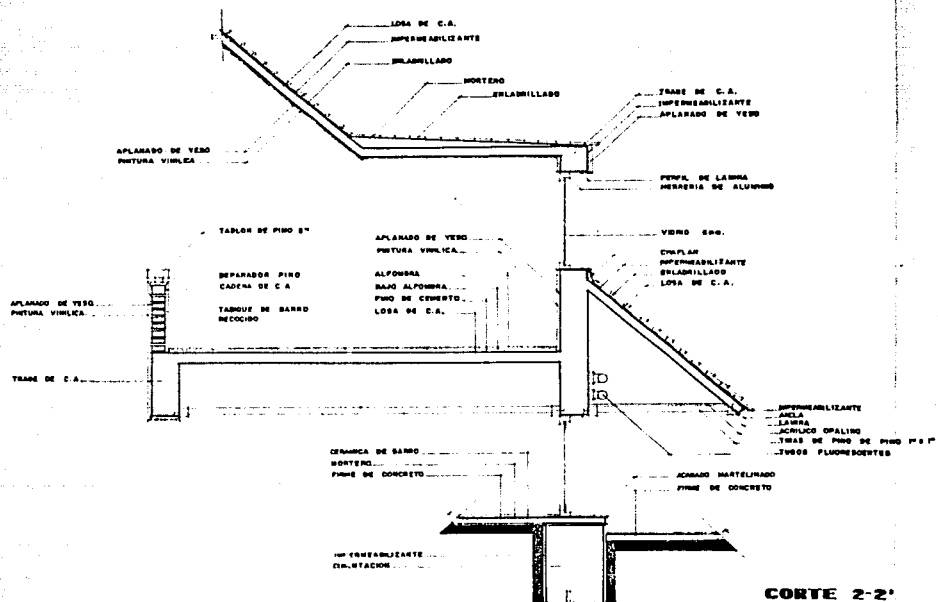 LOSA DE C.A.
IMPERMEABILIZANTE
ENLADRILLADO
MORTERO
ENLADRILLADO
TRABE DE C.A.
IMPERMEABILIZANTE
APLANADO DE YESO
APLANADO DE YESO
PINTURA VINILICA
PERFIL DE LAMINA
HERRERIA DE ALUMINIO
TABLON DE PINO 2"
APLANADO DE YESO
PINTURA VINILICA
VIDRIO 6mm.
CHAFLAN
IMPERMEABILIZANTE
ENLADRILLADO
LOSA DE C.A.
SEPARADOR PINO
CADENA DE C A
TABIQUE DE BARRO
RECOCIDO
ALFOMBRA
BAJO ALFOMBRA
FINO DE CEMENTO
LOSA DE C.A.
APLANADO DE YESO
PINTURA VINILICA
TRABE DE C.A.
IMPERMEABILIZANTE
ANCLA
LAMINA
ACRILICO OPALINO
TIRAS DE PINO DE PINO 1" X 1"
TUBOS FLUORESCENTES
CERAMICA DE BARRO
MORTERO
FIRME DE CONCRETO
ACABADO MARTELINADO
FIRME DE CONCRETO
IMPERMEABILIZANTE
CIMENTACION
CORTE 2-2'